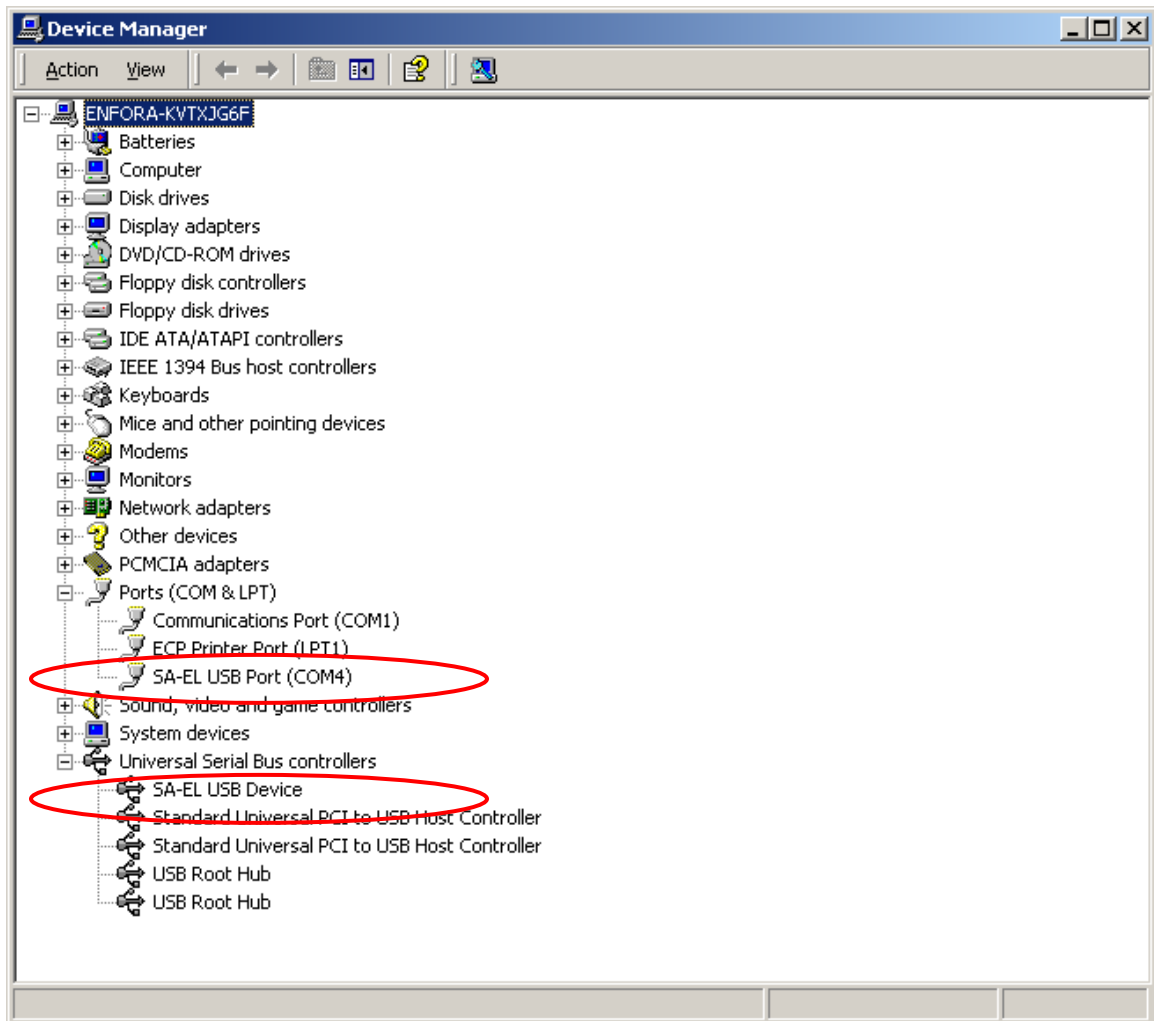 Device Manager
Action View
ENFORA-KVTXJG6F
Batteries
Computer
Disk drives
Display adapters
DVD/CD-ROM drives
Floppy disk controllers
Floppy disk drives
IDE ATA/ATAPI controllers
IEEE 1394 Bus host controllers
Keyboards
Mice and other pointing devices
Modems
Monitors
Network adapters
Other devices
PCMCIA adapters
Ports (COM & LPT)
Communications Port (COM1)
ECP Printer Port (LPT1)
SA-EL USB Port (COM4)
Sound, video and game controllers
System devices
Universal Serial Bus controllers
SA-EL USB Device
Standard Universal PCI to USB Host Controller
Standard Universal PCI to USB Host Controller
USB Root Hub
USB Root Hub